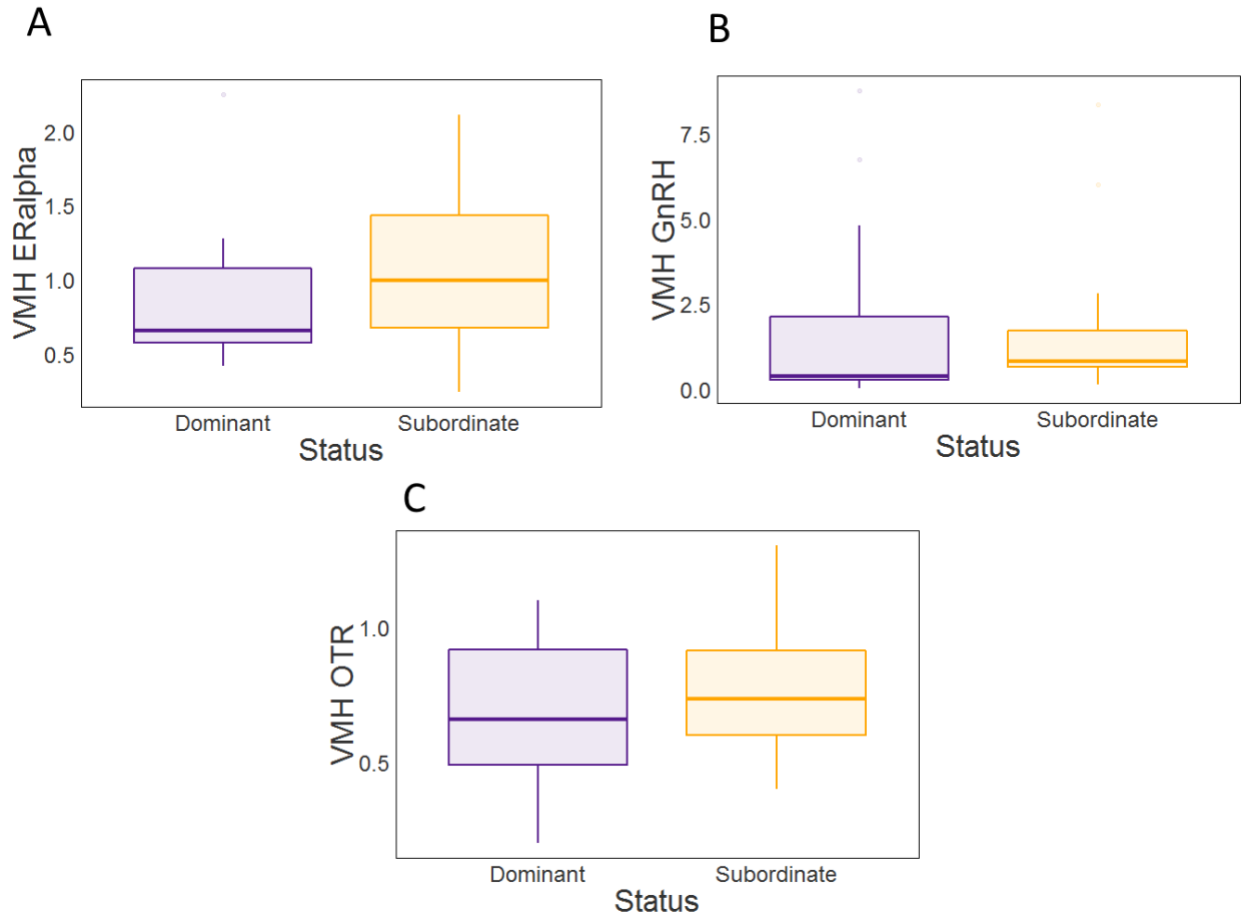 A
VMH ERalpha
2.0
1.5
1.0
0.5
Dominant Subordinate
Status
B
VMH GnRH
7.5
5.0
2.5
0.0
Dominant Subordinate
Status
C
VMH OTR
1.0
0.5
Dominant Subordinate
Status